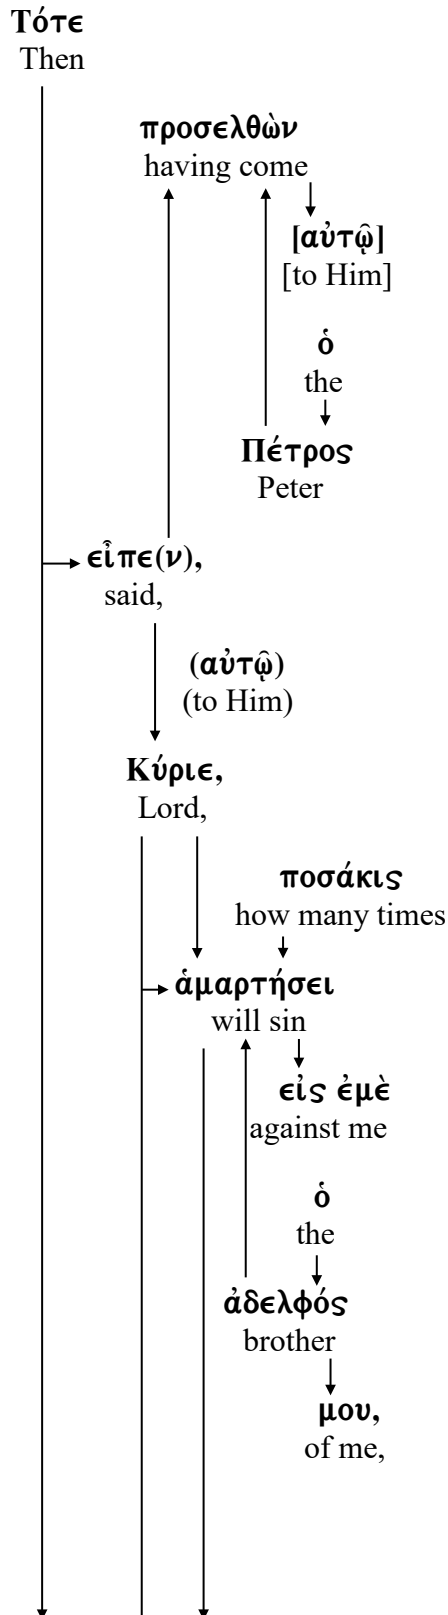 Τότε
Then
προσελθὼν
having come
[αὐτῷ]
[to Him]
ὁ
the
Πέτρος
Peter
εἶπε(ν),
said,
(αὐτῷ)
(to Him)
Κύριε,
Lord,
ποσάκις
how many times
ἁμαρτήσει
will sin
εἰς ἐμὲ
against me
ὁ
the
ἀδελφός
brother
μου,
of me,